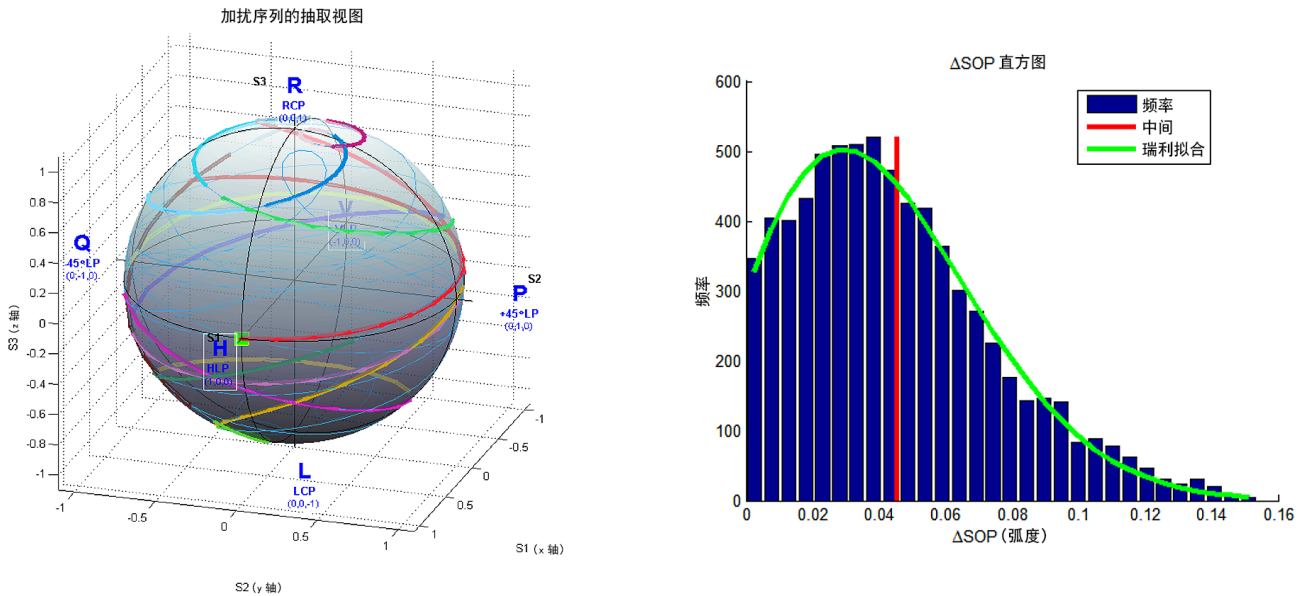 加扰序列的抽取视图
S3
R
RCP
(0,0,1)
V
VLP
(-1,0,0)
Q
-45°LP
(0,-1,0)
S2
P
+45°LP
(0,1,0)
S1
H
HLP
(1,0,0)
L
LCP
(0,0,-1)
S3 (z 轴)
1
0.8
0.6
0.4
0.2
0
-0.2
-0.4
-0.6
-0.8
-1
-1
-0.5
0
0.5
1
S2 (y 轴)
-1
-0.5
0
0.5
1
S1 (x 轴)
ΔSOP 直方图
频率
中间
瑞利拟合
频率
600
500
400
300
200
100
0
0
0.02
0.04
0.06
0.08
0.1
0.12
0.14
0.16
ΔSOP (弧度)